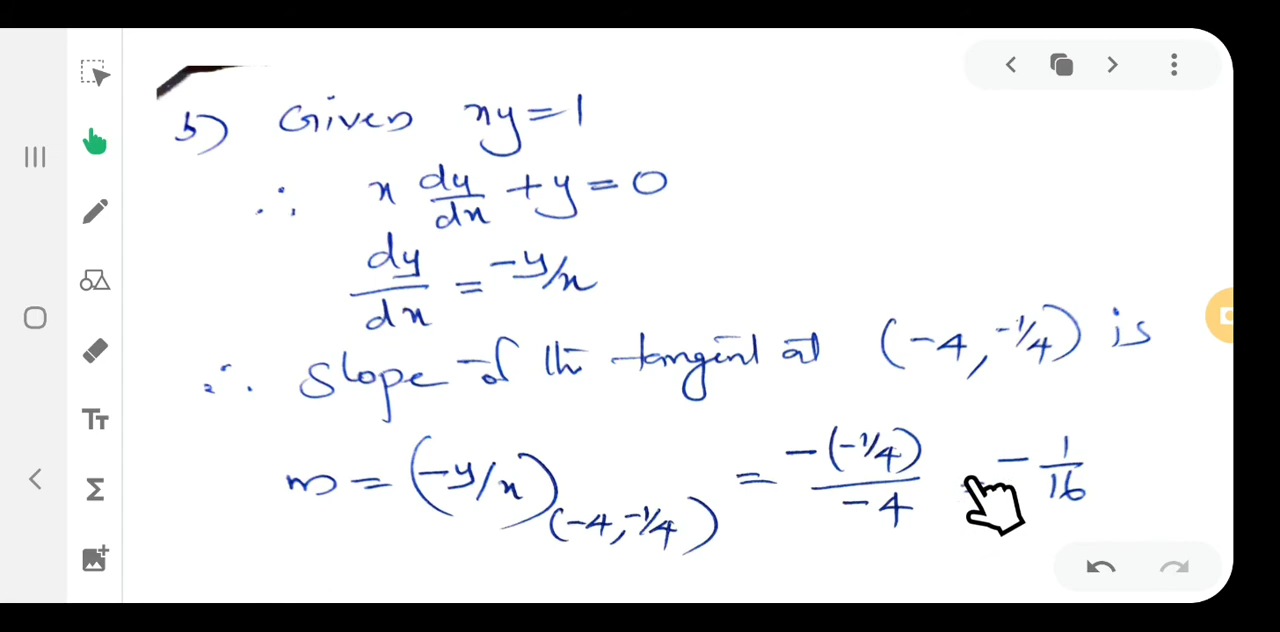 b) Given xy=1
∴ x dy/dx + y = 0
dy/dx = -y/x
∴ Slope of the tangent at (-4, -1/4) is
m = (-y/x)(-4, -1/4) = -(-1/4)/-4 - 1/16